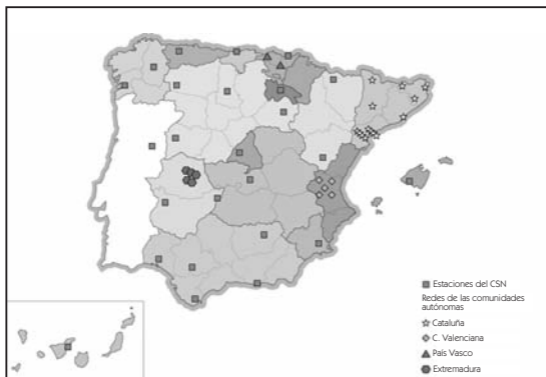 Estaciones del CSN
Redes de las comunidades
autónomas
Cataluña
C. Valenciana
País Vasco
Extremadura